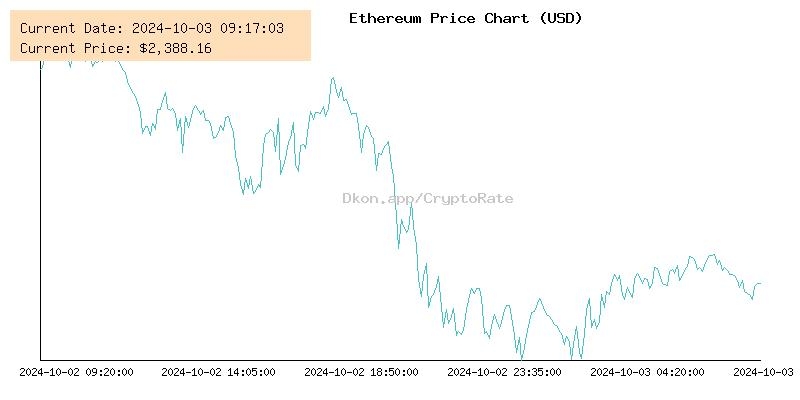 Ethereum Price Chart (USD)
Current Date: 2024-10-03 09:17:03
Current Price: $2,388.16
Dkon.app/CryptoRate
2024-10-02 09:20:00 2024-10-02 14:05:00 2024-10-02 18:50:00 2024-10-02 23:35:00 2024-10-03 04:20:00 2024-10-03